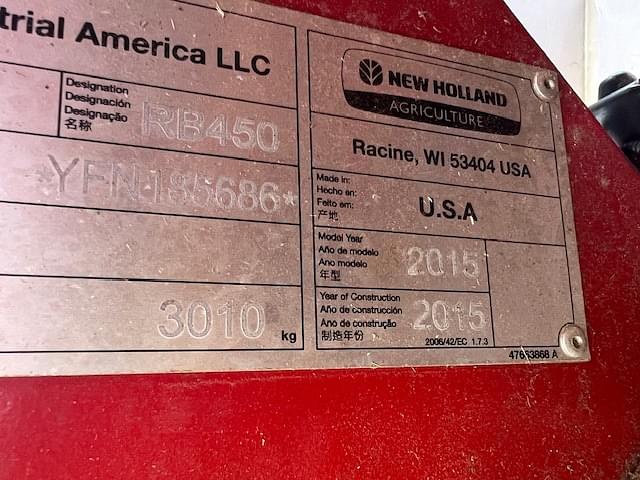 trial America LLC
Designation
Designación
Designação
名称
RB450
*YFN185686*
3010 kg
NEW HOLLAND
AGRICULTURE
Racine, WI 53404 USA
Made in:
Hecho en:
Feito em:
产地
U.S.A
Model Year
Año de modelo
Ano modelo
年型
2015
Year of Construction
Año de construcción
Ano de construção
制造年份
2015
2006/42/EC 1.7.3